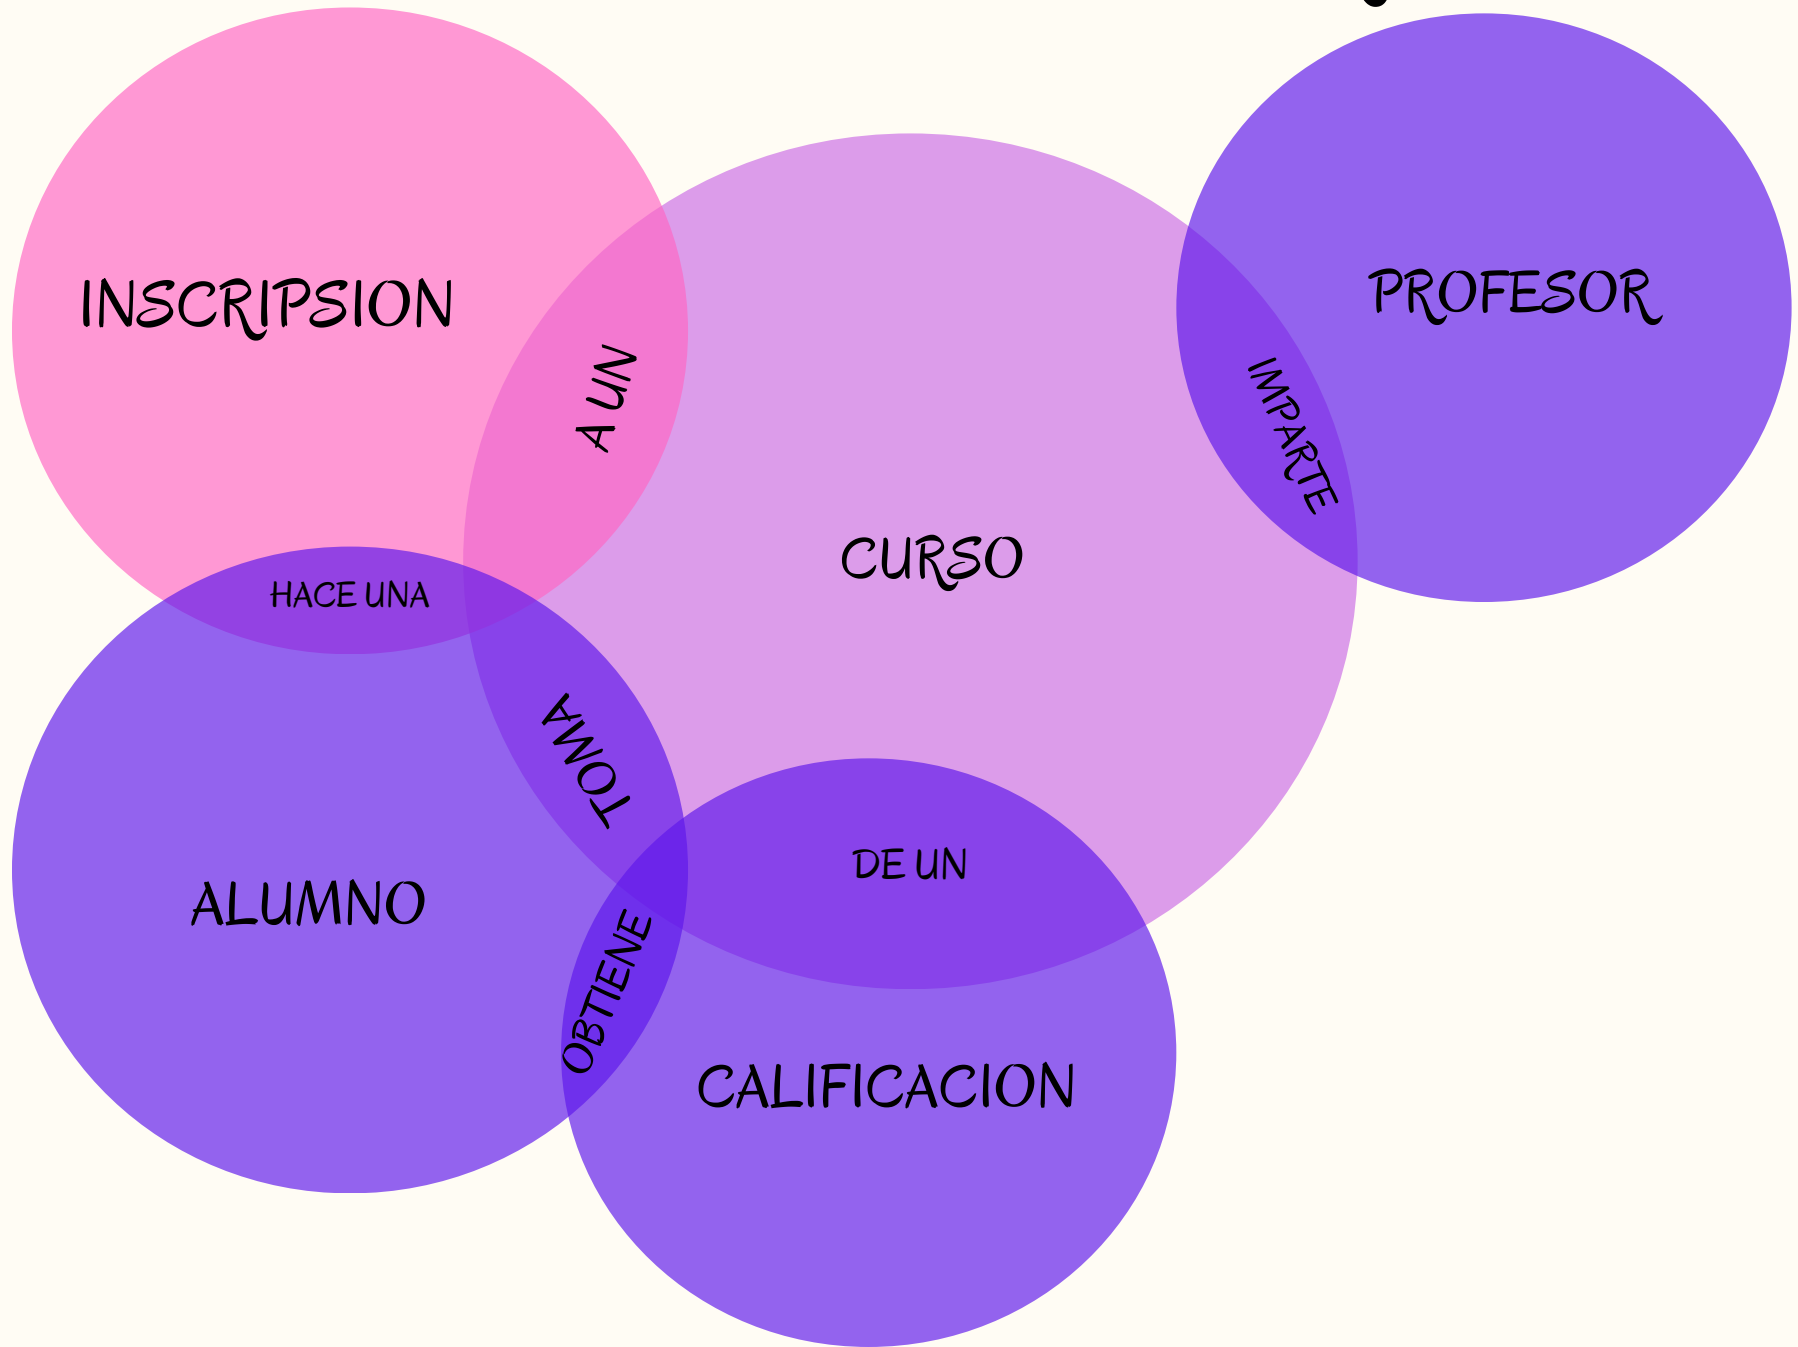 INSCRIPSION
PROFESOR
A UN
IMPARTE
CURSO
HACE UNA
TOMA
DE UN
ALUMNO
OBTIENE
CALIFICACION